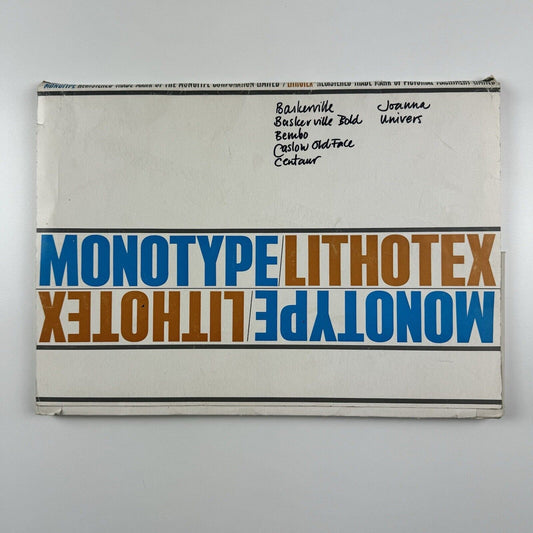 MONOTYPE REGISTERED TRADE MARK OF THE MONOTYPE CORPORATION LIMITED / LITHOTEX REGISTERED TRADE MARK OF PICTORIAL MACHINERY LIMITED
Baskerville
Baskerville Bold
Bembo
Caslow Old Face
Centaur
Joanna
Univers
MONOTYPE/LITHOTEX
MONOTYPE/LITHOTEX